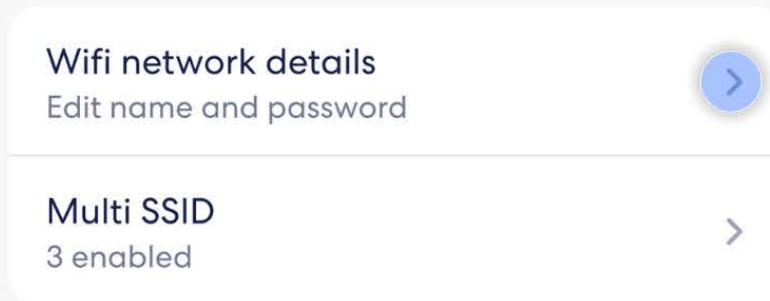 Wifi network details
Edit name and password
Multi SSID
3 enabled